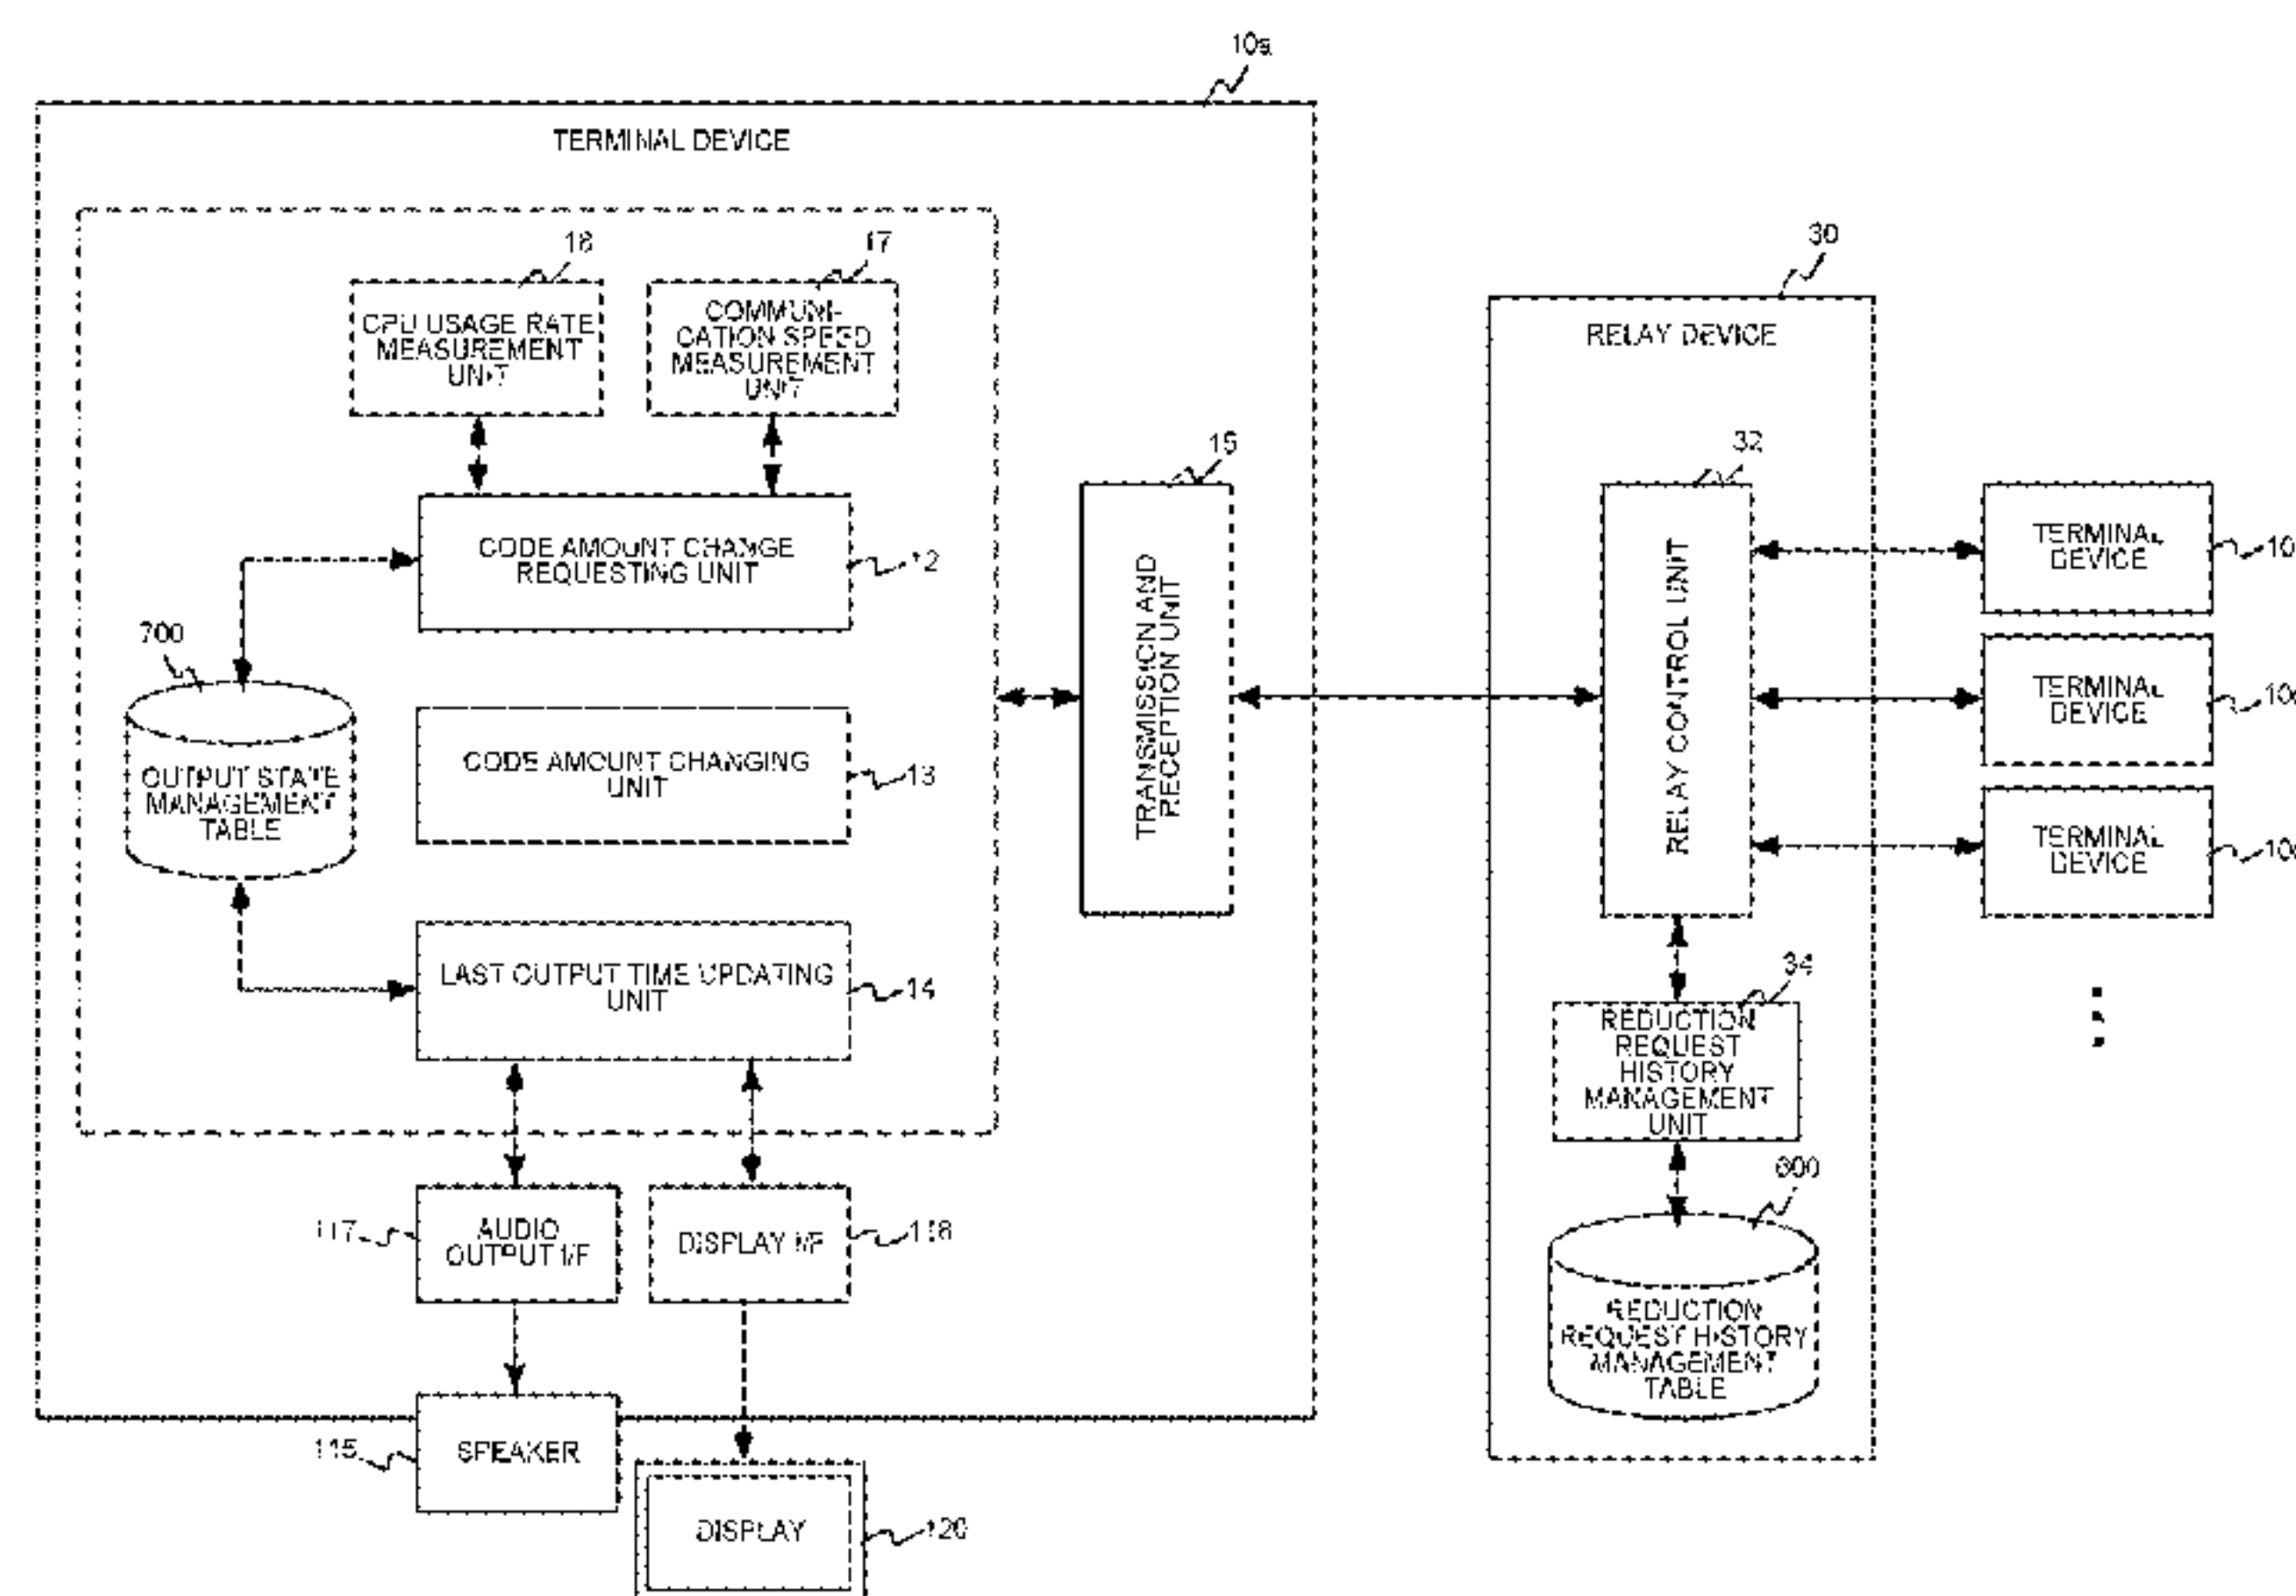 10a
TERMINAL DEVICE
16
17
CPU USAGE RATE
MEASUREMENT
UNIT
COMMUNI-
CATION SPEED
MEASUREMENT
UNIT
CODE AMOUNT CHANGE
REQUESTING UNIT
12
700
OUTPUT STATE
MANAGEMENT
TABLE
CODE AMOUNT CHANGING
UNIT
13
LAST OUTPUT TIME UPDATING
UNIT
14
15
TRANSMISSION AND
RECEPTION UNIT
117
AUDIO
OUTPUT I/F
DISPLAY I/F
118
115
SPEAKER
DISPLAY
120
30
RELAY DEVICE
32
RELAY CONTROL UNIT
34
REDUCTION
REQUEST
HISTORY
MANAGEMENT
UNIT
600
REDUCTION
REQUEST HISTORY
MANAGEMENT
TABLE
TERMINAL
DEVICE
TERMINAL
DEVICE
TERMINAL
DEVICE